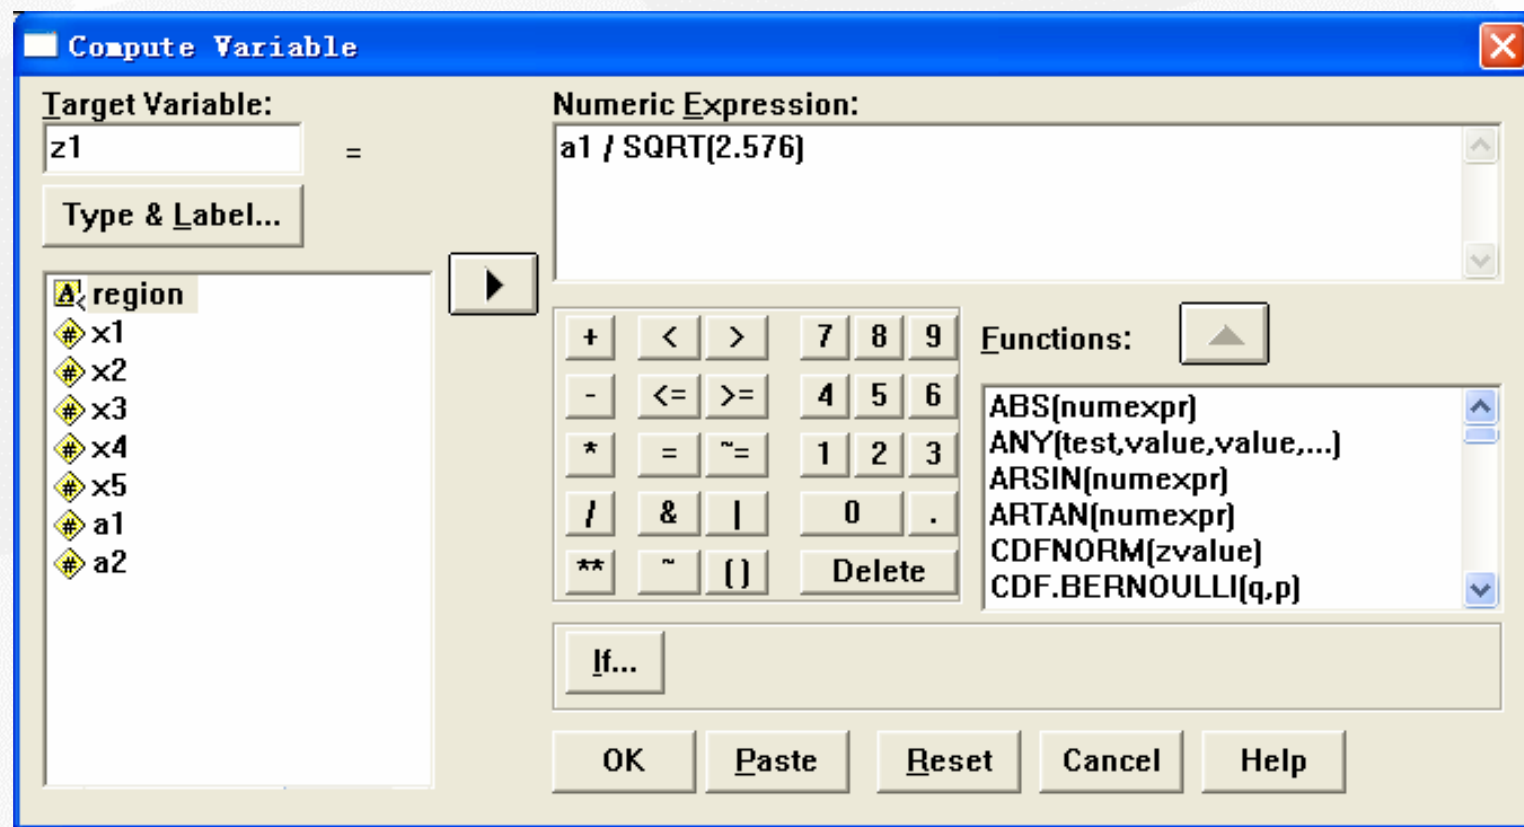 Compute Variable
Target Variable:
z1
=
Type & Label...
Numeric Expression:
a1 / SQRT(2.576)
region
x1
x2
x3
x4
x5
a1
a2
+ < > 7 8 9
- <= >= 4 5 6
* = ~= 1 2 3
/ & | 0 .
** ~ () Delete
Functions:
ABS(numexpr)
ANY(test,value,value,...)
ARSIN(numexpr)
ARTAN(numexpr)
CDFNORM(zvalue)
CDF.BERNOULLI(q,p)
If...
OK Paste Reset Cancel Help